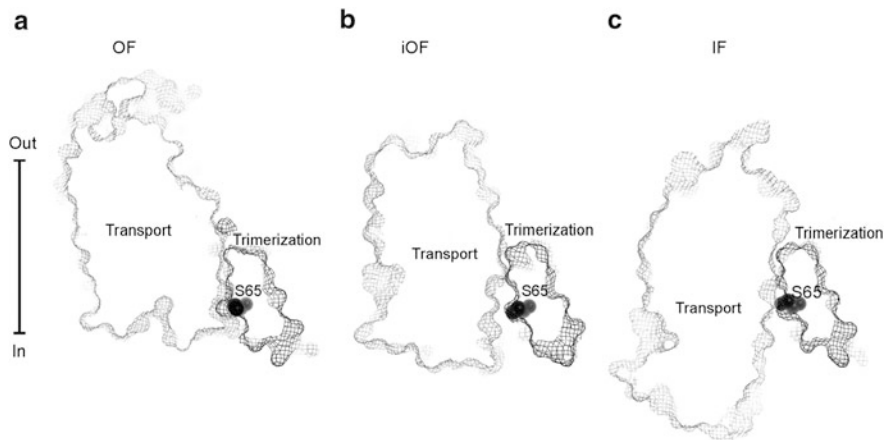 a
OF
b
iOF
c
IF
Out
In
Transport
Trimerization
S65
Transport
Trimerization
S65
Transport
Trimerization
S65